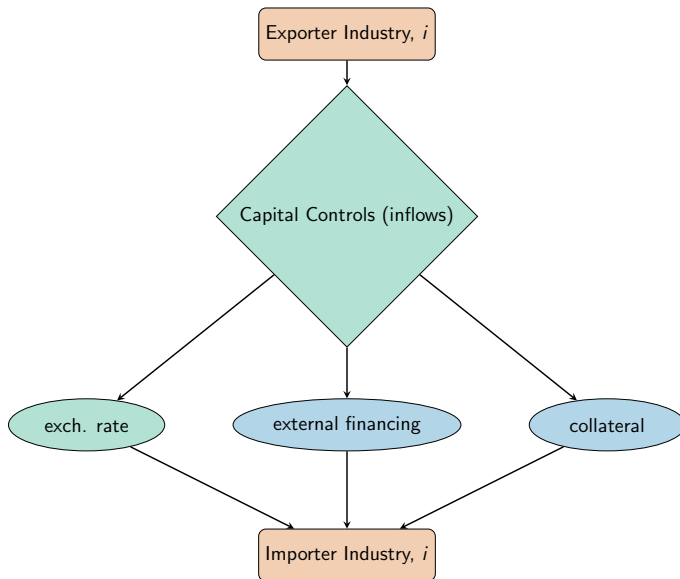 Exporter Industry, i
Capital Controls (inflows)
exch. rate
external financing
collateral
Importer Industry, i